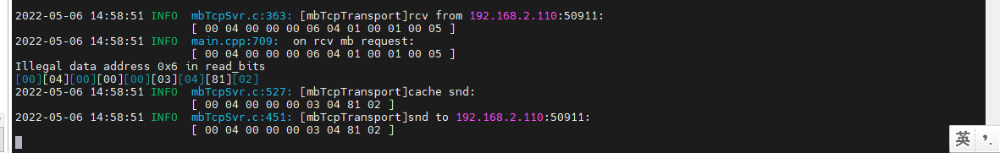 2022-05-06 14:58:51 INFO  mbTcpSvr.c:363: [mbTcpTransport]rcv from 192.168.2.110:50911:
[ 00 04 00 00 00 06 04 01 00 01 00 05 ]
2022-05-06 14:58:51 INFO  main.cpp:709:  on rcv mb request:
[ 00 04 00 00 00 06 04 01 00 01 00 05 ]
Illegal data address 0x6 in read_bits
[00][04][00][00][00][03][04][81][02]
2022-05-06 14:58:51 INFO  mbTcpSvr.c:527: [mbTcpTransport]cache snd:
[ 00 04 00 00 00 03 04 81 02 ]
2022-05-06 14:58:51 INFO  mbTcpSvr.c:451: [mbTcpTransport]snd to 192.168.2.110:50911:
[ 00 04 00 00 00 03 04 81 02 ]
英 ❜.